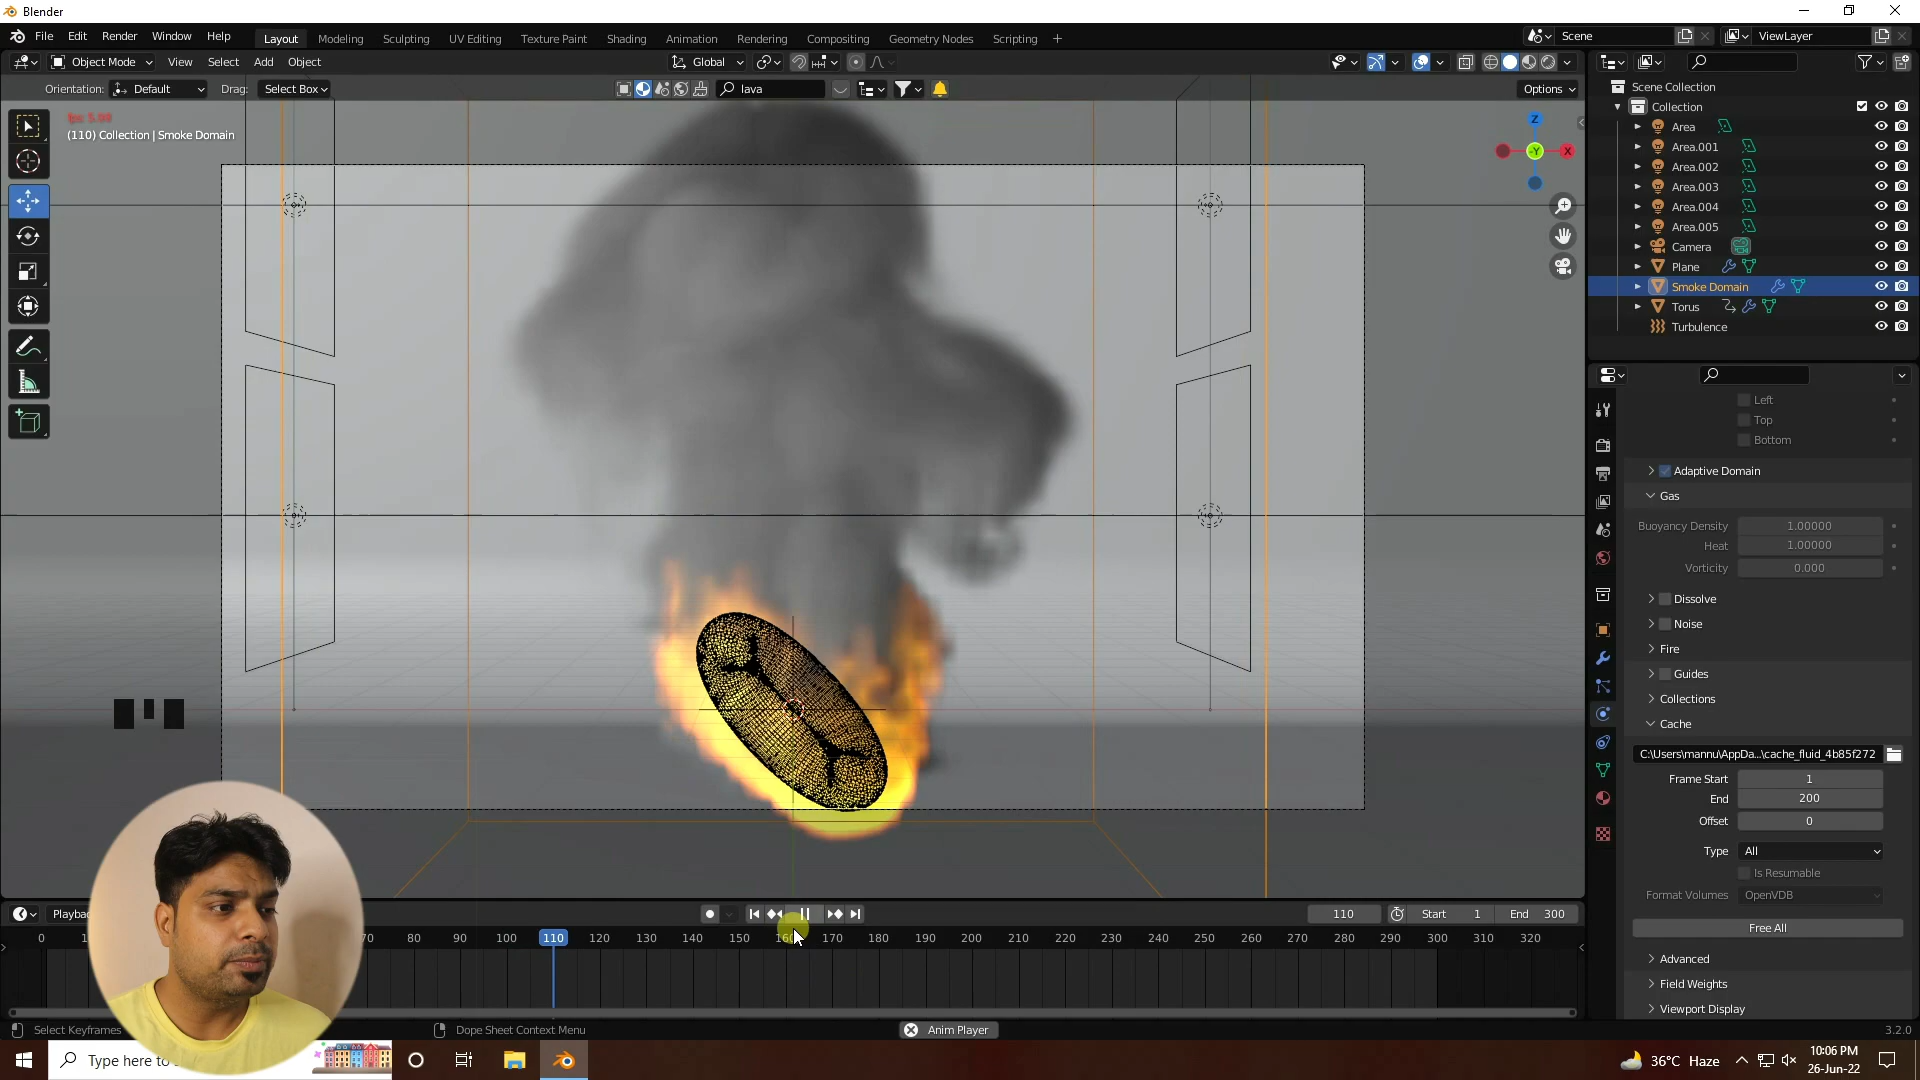 Blender
File Edit Render Window Help
Layout Modeling Sculpting UV Editing Texture Paint Shading Animation Rendering Compositing Geometry Nodes Scripting +
Scene
ViewLayer
Object Mode View Select Add Object
Global
Orientation: Default Drag: Select Box
lava
Options
fps: 5.09
(110) Collection | Smoke Domain
Z
X
-Y
Scene Collection
Collection
Area
Area.001
Area.002
Area.003
Area.004
Area.005
Camera
Plane
Smoke Domain
Torus
Turbulence
Left
Top
Bottom
Adaptive Domain
Gas
Buoyancy Density 1.00000
Heat 1.00000
Vorticity 0.000
Dissolve
Noise
Fire
Guides
Collections
Cache
C:\Users\mannu\AppDa...\cache_fluid_4b85f272
Frame Start 1
End 200
Offset 0
Type All
Is Resumable
Format Volumes OpenVDB
Free All
Advanced
Field Weights
Viewport Display
110 Start 1 End 300
0 70 80 90 100 110 120 130 140 150 160 170 180 190 200 210 220 230 240 250 260 270 280 290 300 310 320
Select Keyframes Dope Sheet Context Menu Anim Player 3.2.0
Type here to
36°C Haze
10:06 PM
26-Jun-22